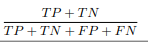 TP + TN
TP + TN + FP + FN